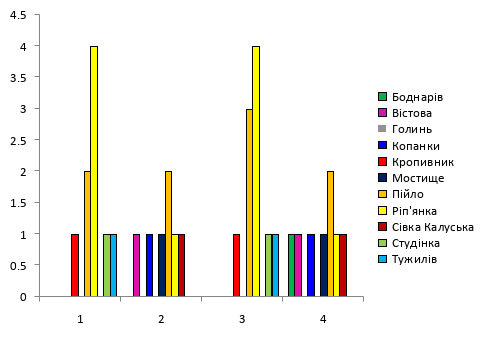 4.5
4
3.5
3
2.5
2
1.5
1
0.5
0
1 2 3 4
Боднарів
Вістова
Голинь
Копанки
Кропивник
Мостище
Пійло
Ріп'янка
Сівка Калуська
Студінка
Тужилів